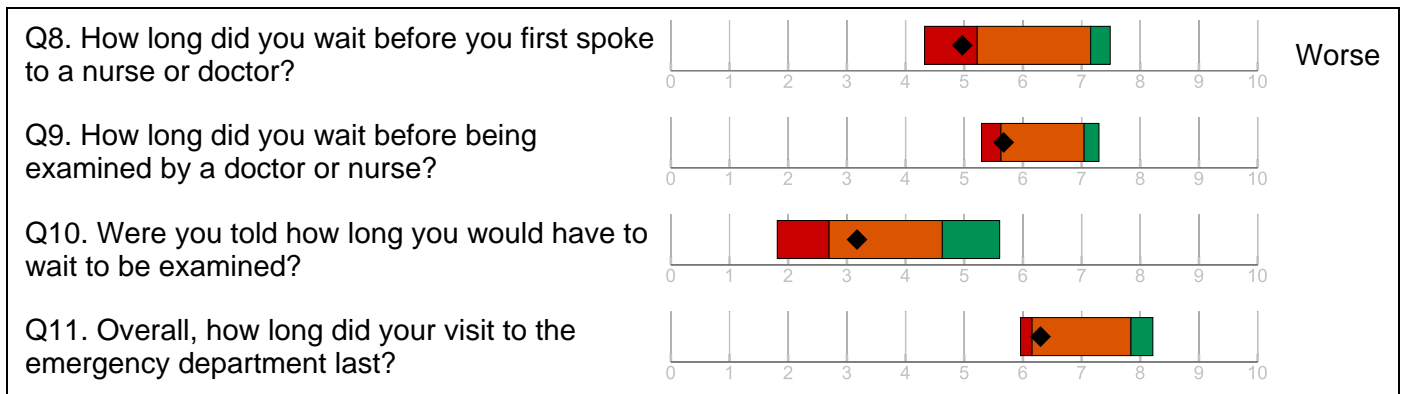 Q8. How long did you wait before you first spoke
to a nurse or doctor?
Worse
0 1 2 3 4 5 6 7 8 9 10
Q9. How long did you wait before being
examined by a doctor or nurse?
0 1 2 3 4 5 6 7 8 9 10
Q10. Were you told how long you would have to
wait to be examined?
0 1 2 3 4 5 6 7 8 9 10
Q11. Overall, how long did your visit to the
emergency department last?
0 1 2 3 4 5 6 7 8 9 10